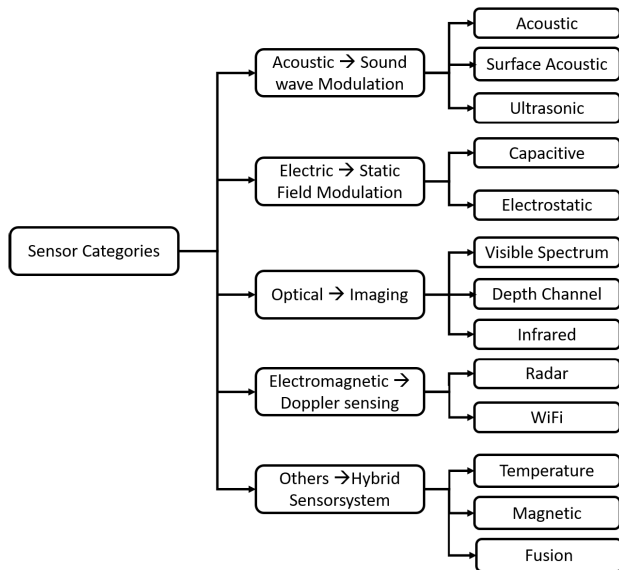 Sensor Categories
Acoustic → Sound
wave Modulation
Acoustic
Surface Acoustic
Ultrasonic
Electric → Static
Field Modulation
Capacitive
Electrostatic
Optical → Imaging
Visible Spectrum
Depth Channel
Infrared
Electromagnetic →
Doppler sensing
Radar
WiFi
Others →Hybrid
Sensorsystem
Temperature
Magnetic
Fusion